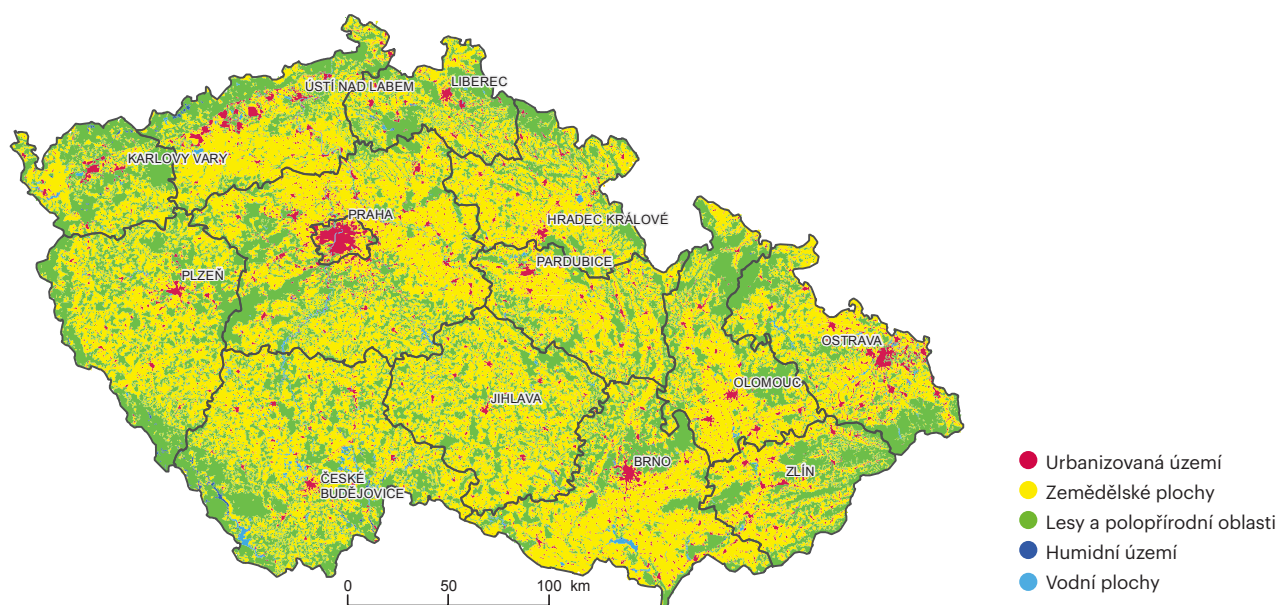 ÚSTÍ NAD LABEM
LIBEREC
KARLOVY VARY
PRAHA
HRADEC KRÁLOVÉ
PARDUBICE
PLZEŇ
OSTRAVA
OLOMOUC
JIHLAVA
BRNO
ZLÍN
ČESKÉ
BUDĚJOVICE
Urbanizovaná území
Zemědělské plochy
Lesy a polopřírodní oblasti
Humidní území
Vodní plochy
0 50 100 km